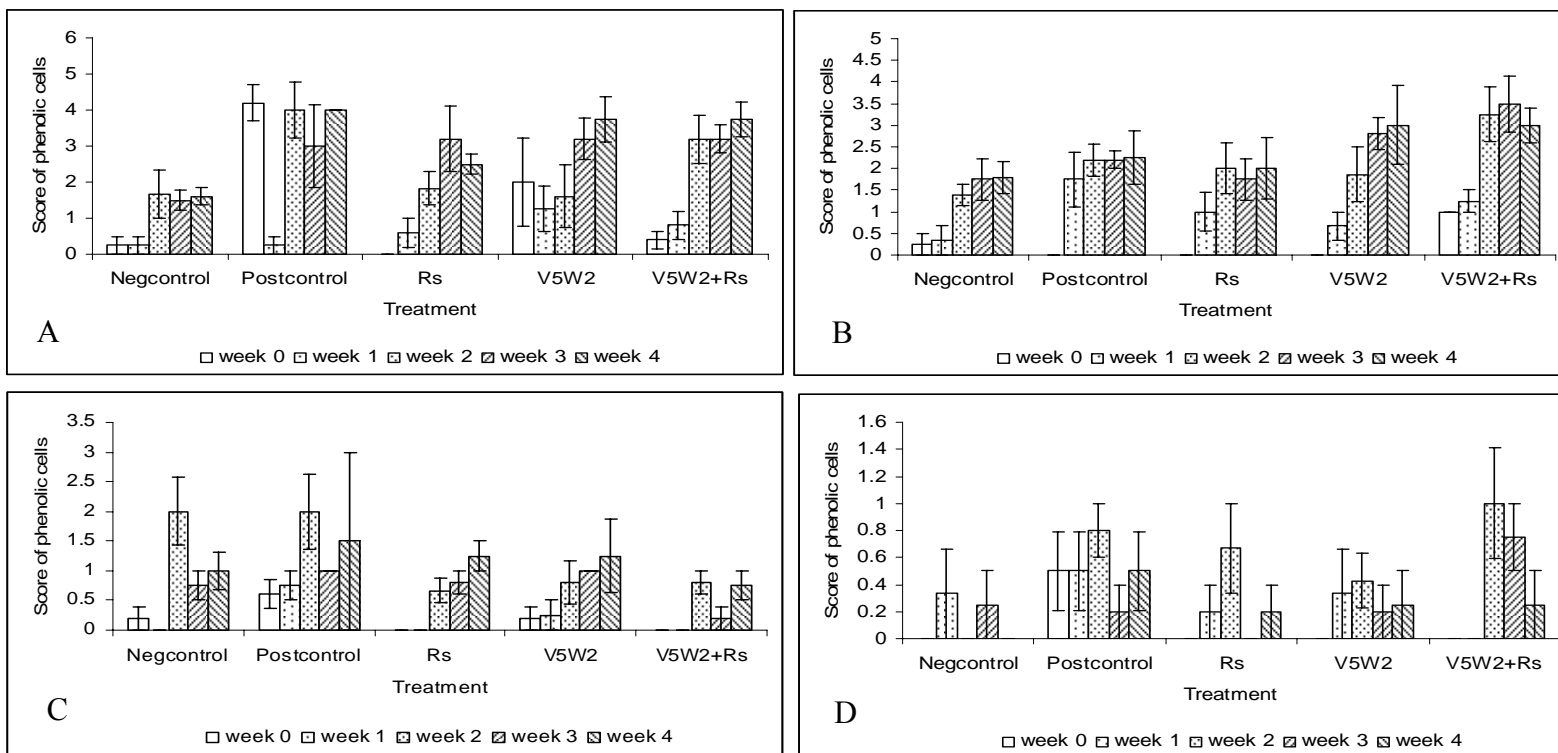 Score of phenolic cells
6
5
4
3
2
1
0
Negcontrol Postcontrol Rs V5W2 V5W2+Rs
Treatment
A
week 0 week 1 week 2 week 3 week 4
Score of phenolic cells
5
4.5
4
3.5
3
2.5
2
1.5
1
0.5
0
Negcontrol Postcontrol Rs V5W2 V5W2+Rs
Treatment
B
week 0 week 1 week 2 week 3 week 4
Score of phenolic cells
3.5
3
2.5
2
1.5
1
0.5
0
Negcontrol Postcontrol Rs V5W2 V5W2+Rs
Treatment
C
week 0 week 1 week 2 week 3 week 4
Score of phenolic cells
1.6
1.4
1.2
1
0.8
0.6
0.4
0.2
0
Negcontrol Postcontrol Rs V5W2 V5W2+Rs
Treatment
D
week 0 week 1 week 2 week 3 week 4